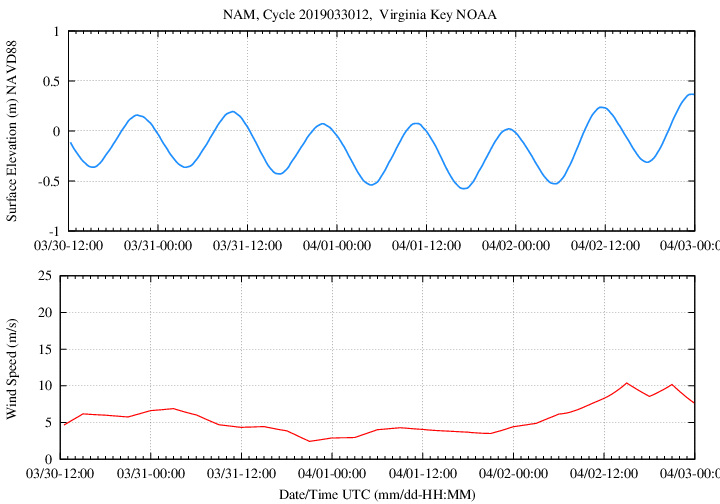 NAM, Cycle 2019033012,  Virginia Key NOAA
Surface Elevation (m) NAVD88
1
0.5
0
-0.5
-1
03/30-12:00 03/31-00:00 03/31-12:00 04/01-00:00 04/01-12:00 04/02-00:00 04/02-12:00 04/03-00:0
Wind Speed (m/s)
25
20
15
10
5
0
03/30-12:00 03/31-00:00 03/31-12:00 04/01-00:00 04/01-12:00 04/02-00:00 04/02-12:00 04/03-00:0
Date/Time UTC (mm/dd-HH:MM)